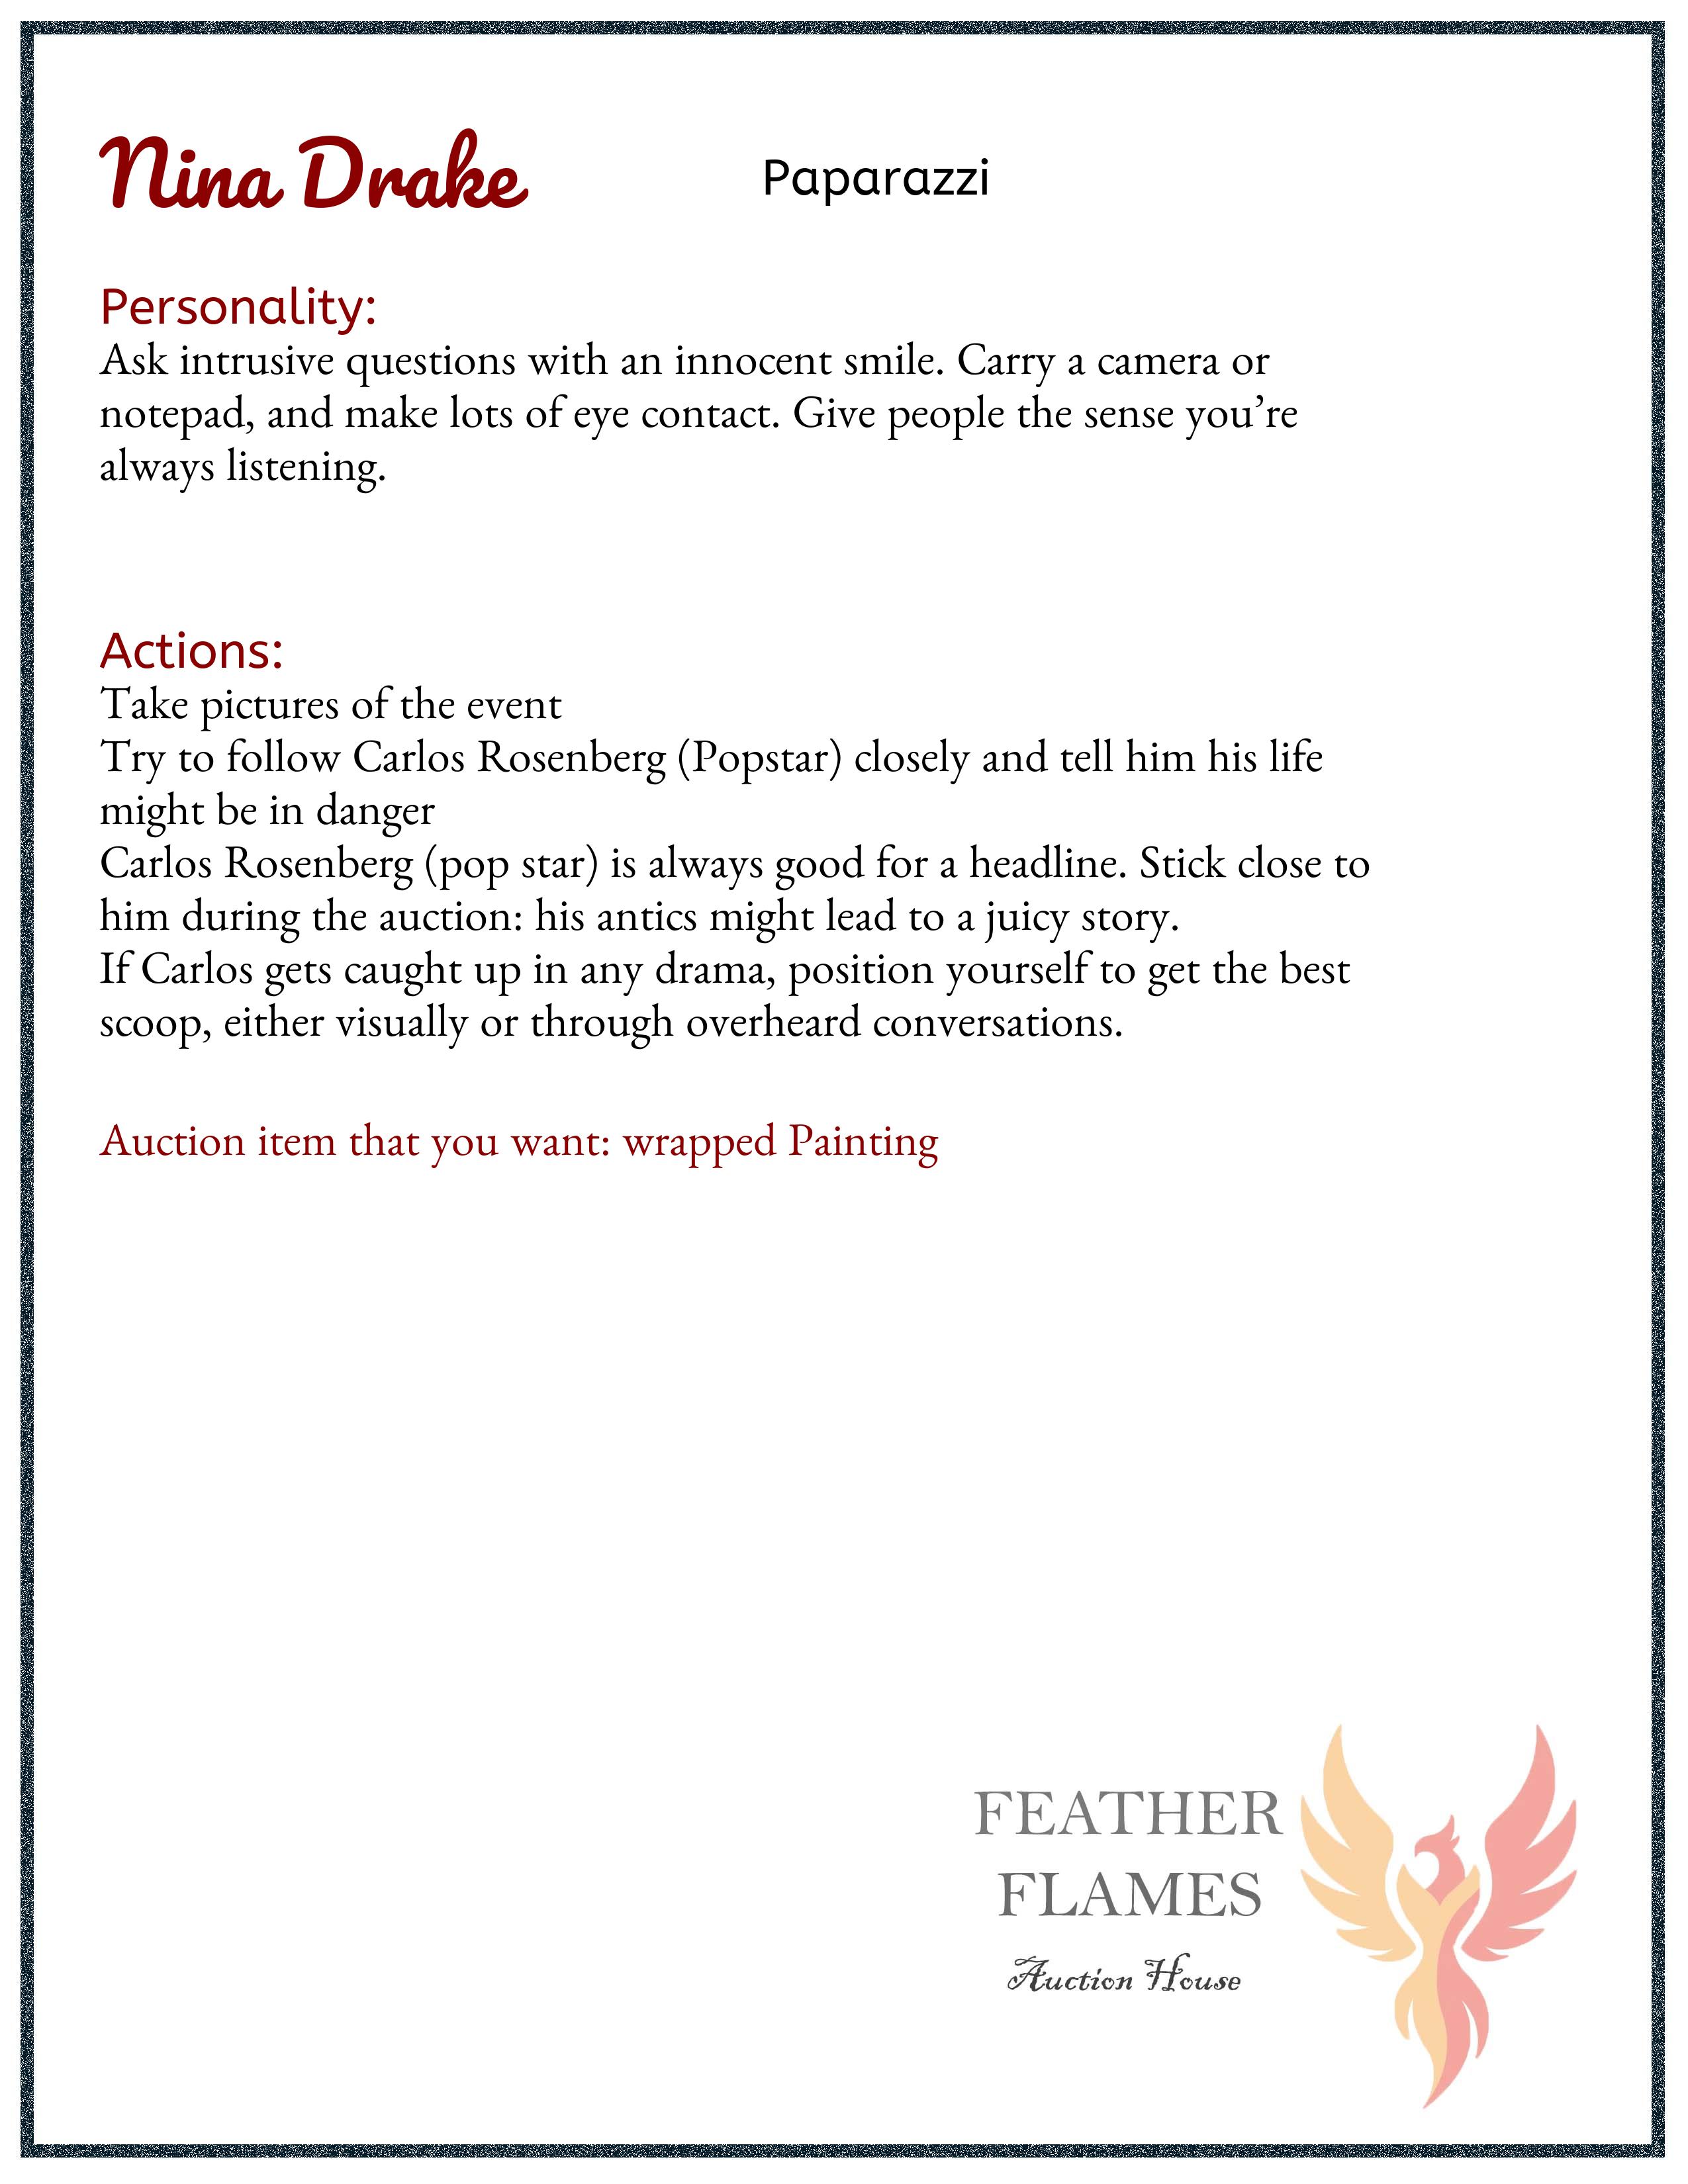 Nina Drake
Paparazzi
Personality:
Ask intrusive questions with an innocent smile. Carry a camera or
notepad, and make lots of eye contact. Give people the sense you’re
always listening.
Actions:
Take pictures of the event
Try to follow Carlos Rosenberg (Popstar) closely and tell him his life
might be in danger
Carlos Rosenberg (pop star) is always good for a headline. Stick close to
him during the auction: his antics might lead to a juicy story.
If Carlos gets caught up in any drama, position yourself to get the best
scoop, either visually or through overheard conversations.
Auction item that you want: wrapped Painting
FEATHER
FLAMES
Auction House